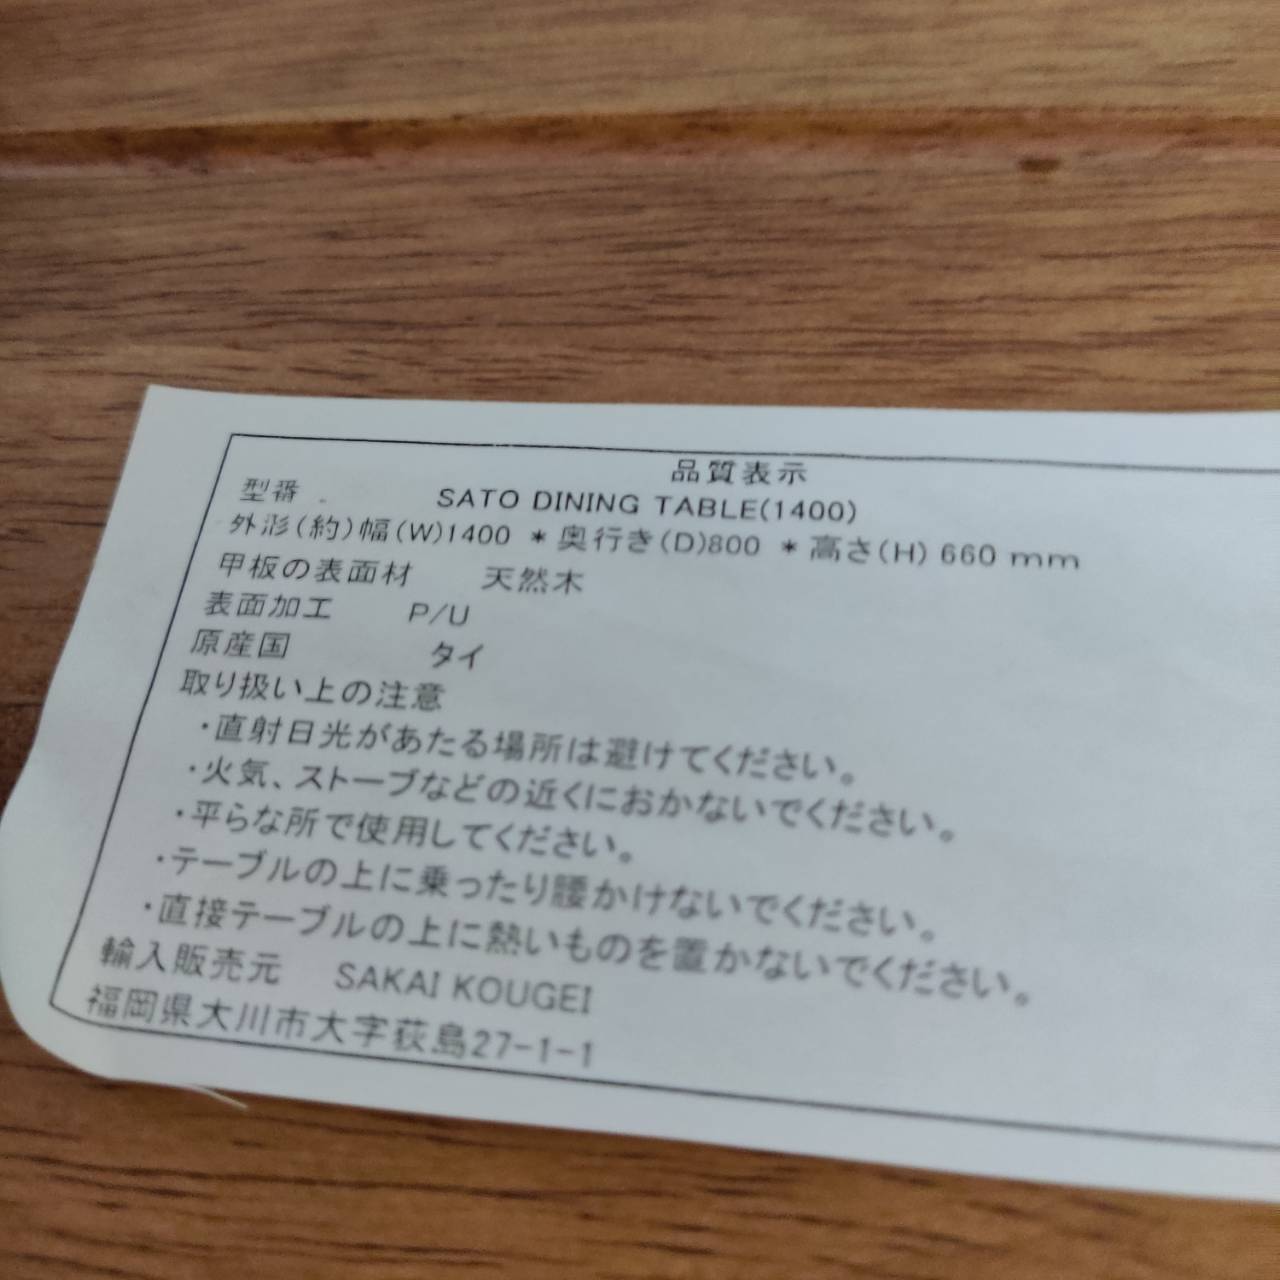 品質表示
型番 . SATO DINING TABLE(1400)
外形(約)幅(W)1400 *奥行き(D)800 *高さ(H) 660 mm
甲板の表面材 天然木
表面加工 P/U
原産国 タイ
取り扱い上の注意
・直射日光があたる場所は避けてください。
・火気、ストーブなどの近くにおかないでください。
・平らな所で使用してください。
・テーブルの上に乗ったり腰かけないでください。
・直接テーブルの上に熱いものを置かないでください。
輸入販売元 SAKAI KOUGEI
福岡県大川市大字荻島27-1-1